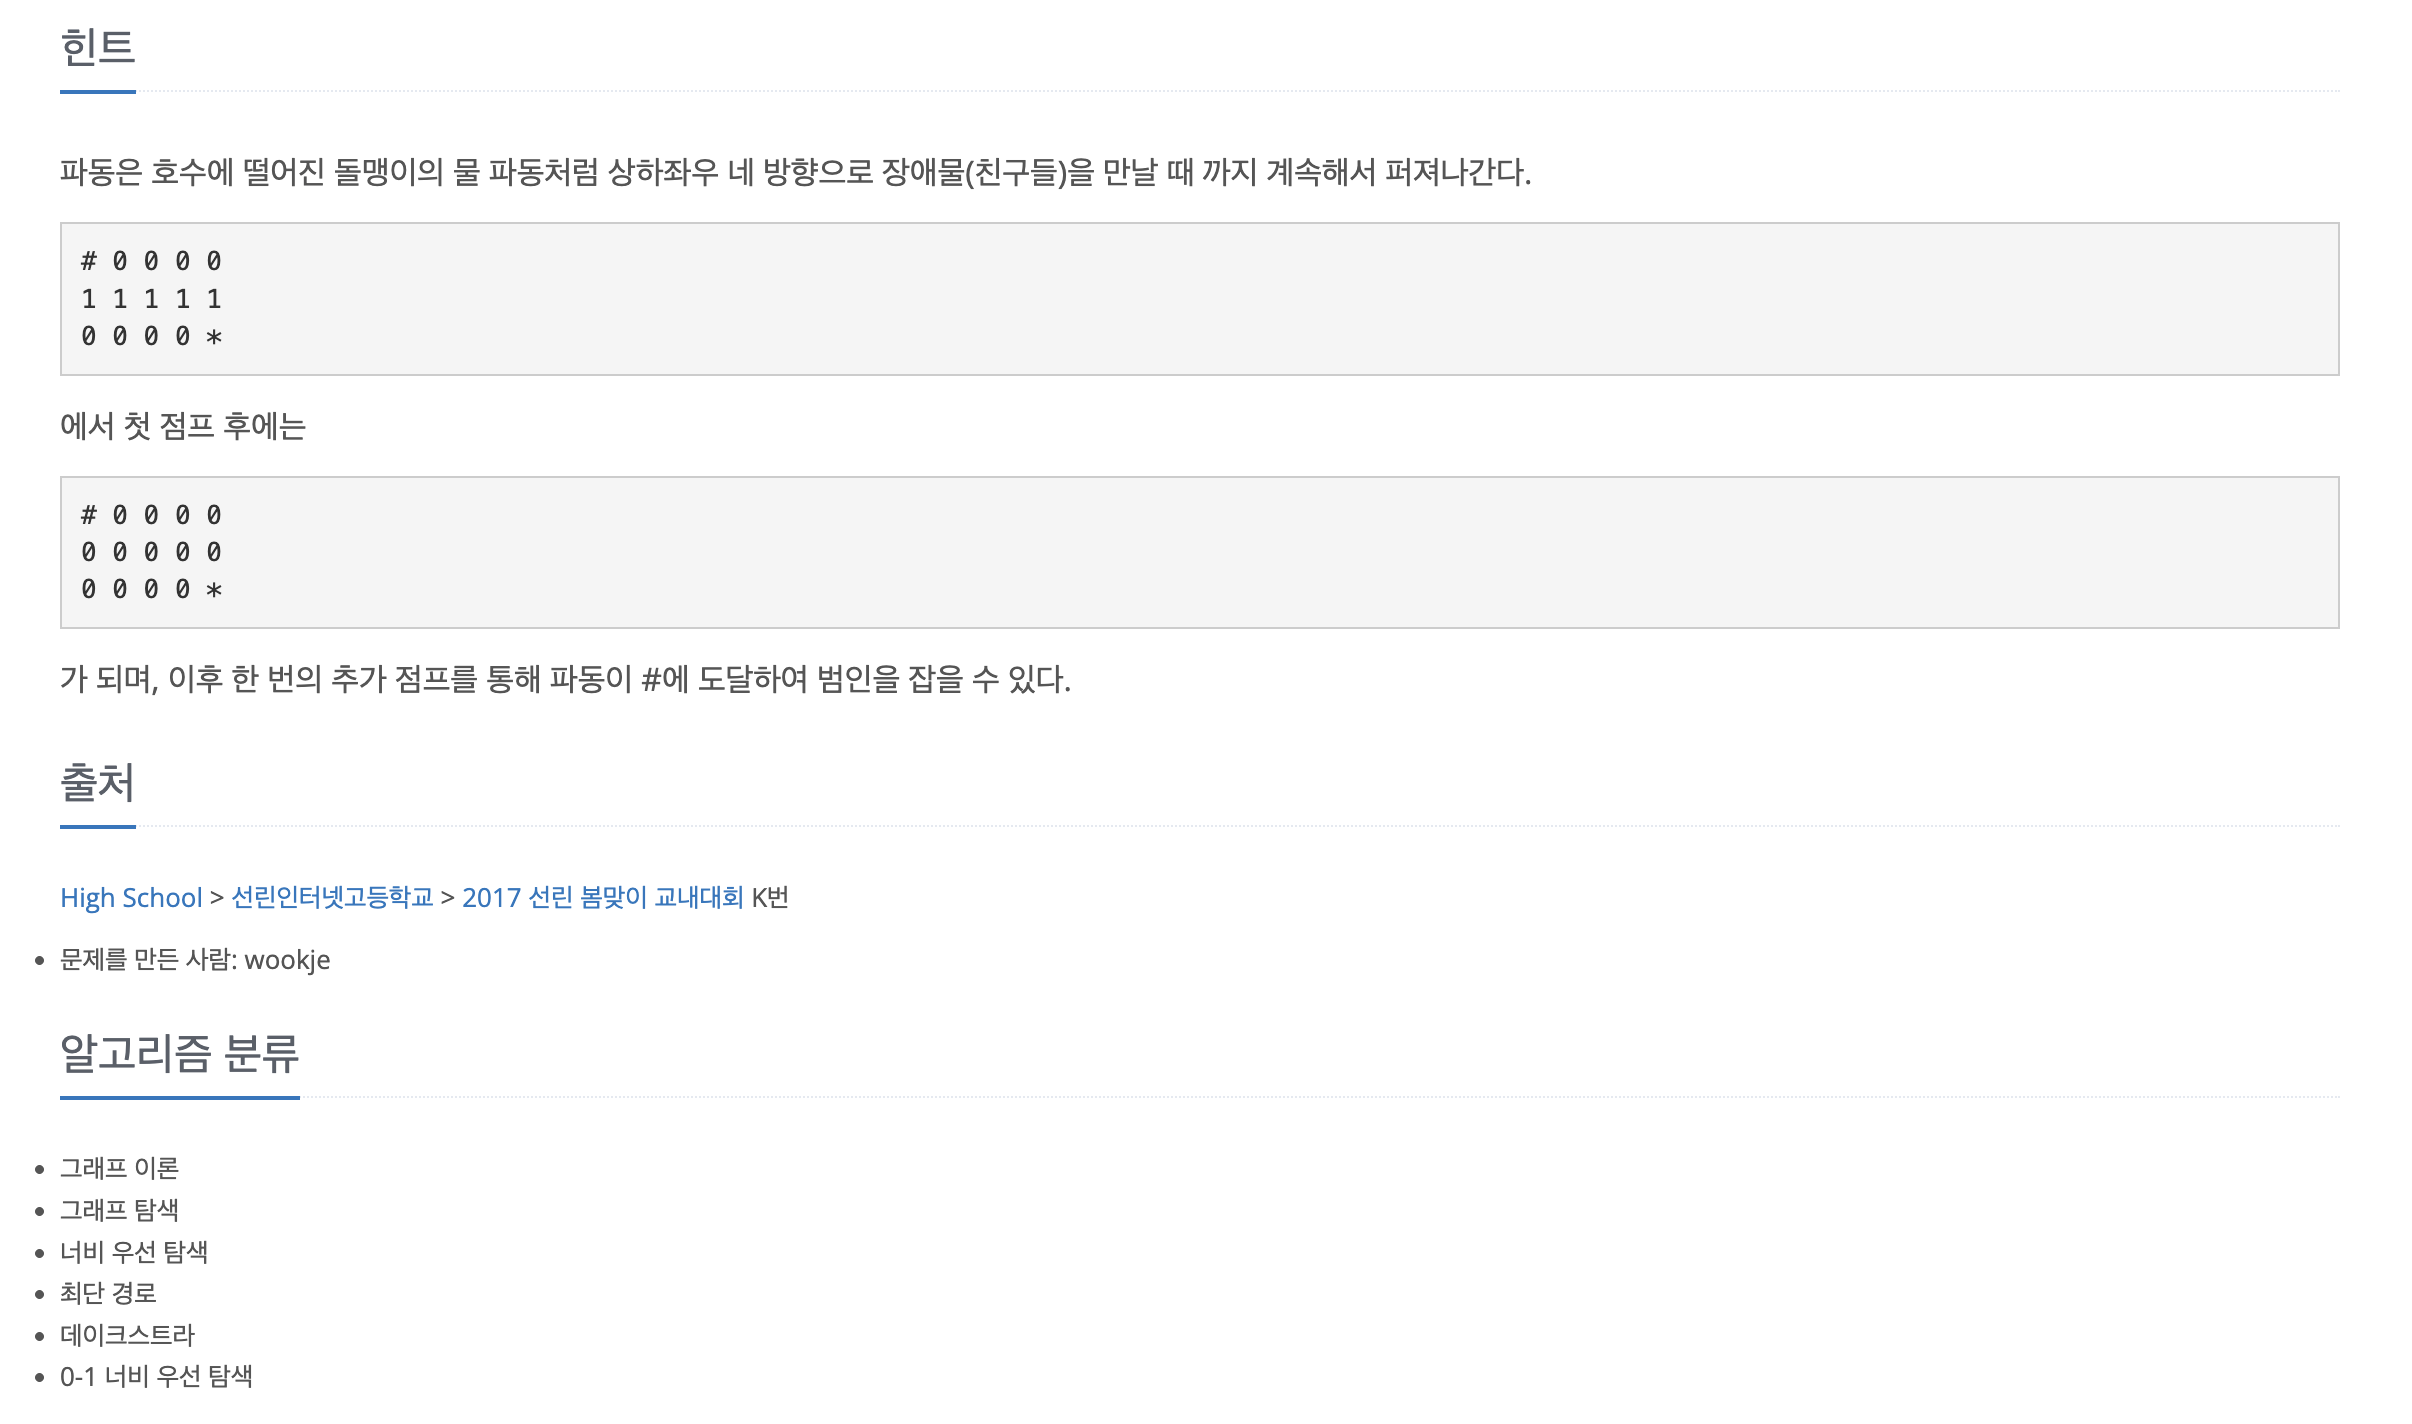 힌트
파동은 호수에 떨어진 돌맹이의 물 파동처럼 상하좌우 네 방향으로 장애물(친구들)을 만날 때 까지 계속해서 퍼져나간다.
# 0 0 0 0
1 1 1 1 1
0 0 0 0 *
에서 첫 점프 후에는
# 0 0 0 0
0 0 0 0 0
0 0 0 0 *
가 되며, 이후 한 번의 추가 점프를 통해 파동이 #에 도달하여 범인을 잡을 수 있다.
출처
High School > 선린인터넷고등학교 > 2017 선린 봄맞이 교내대회 K번
• 문제를 만든 사람: wookje
알고리즘 분류
• 그래프 이론
• 그래프 탐색
• 너비 우선 탐색
• 최단 경로
• 데이크스트라
• 0-1 너비 우선 탐색